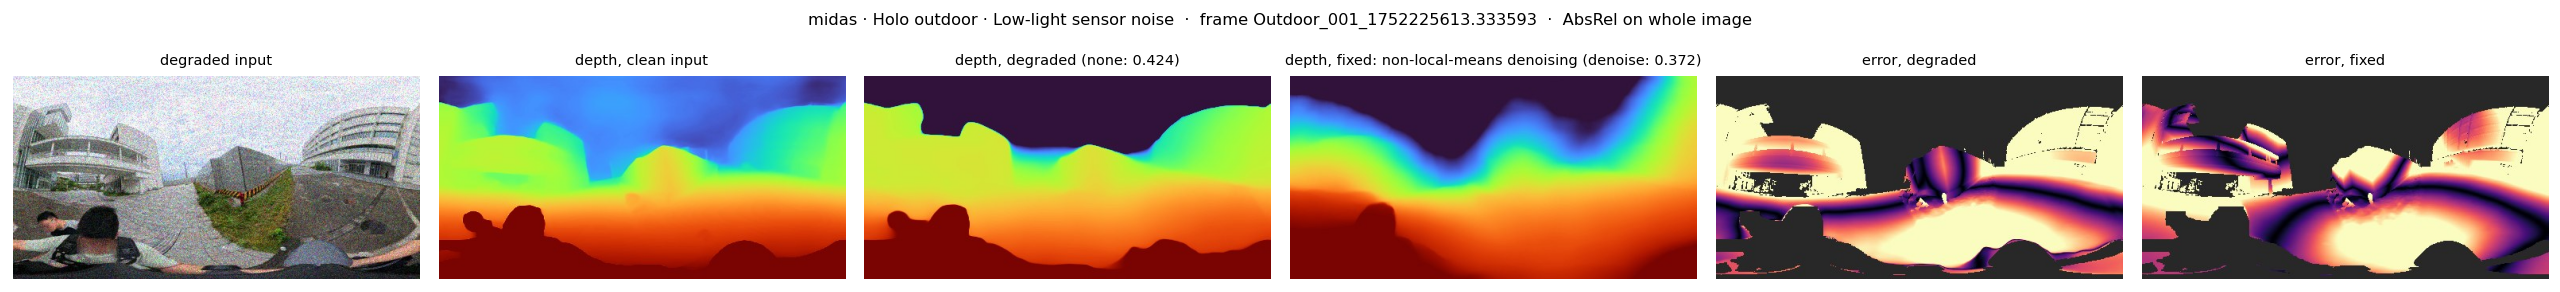 midas · Holo outdoor · Low-light sensor noise · frame Outdoor_001_1752225613.333593 · AbsRel on whole image
degraded input
depth, clean input
depth, degraded (none: 0.424)
depth, fixed: non-local-means denoising (denoise: 0.372)
error, degraded
error, fixed